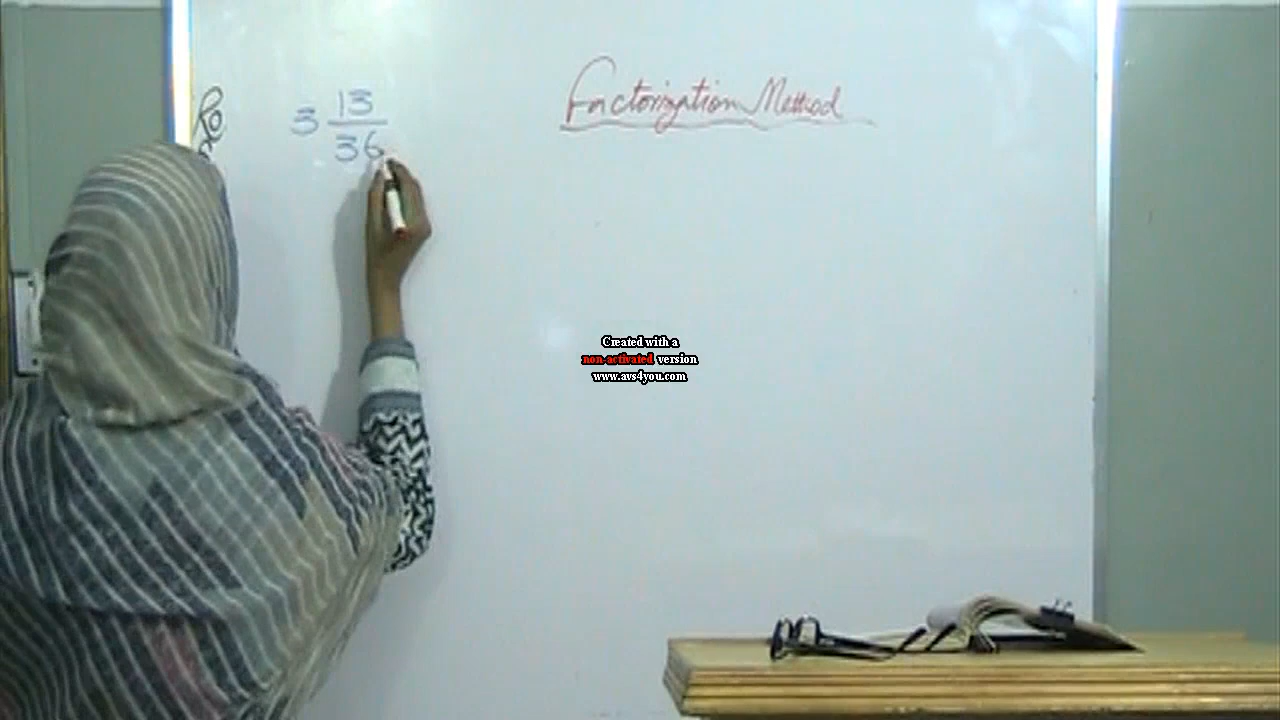 Factorization Method
3 13/36
Created with a
non-activated version
www.avs4you.com